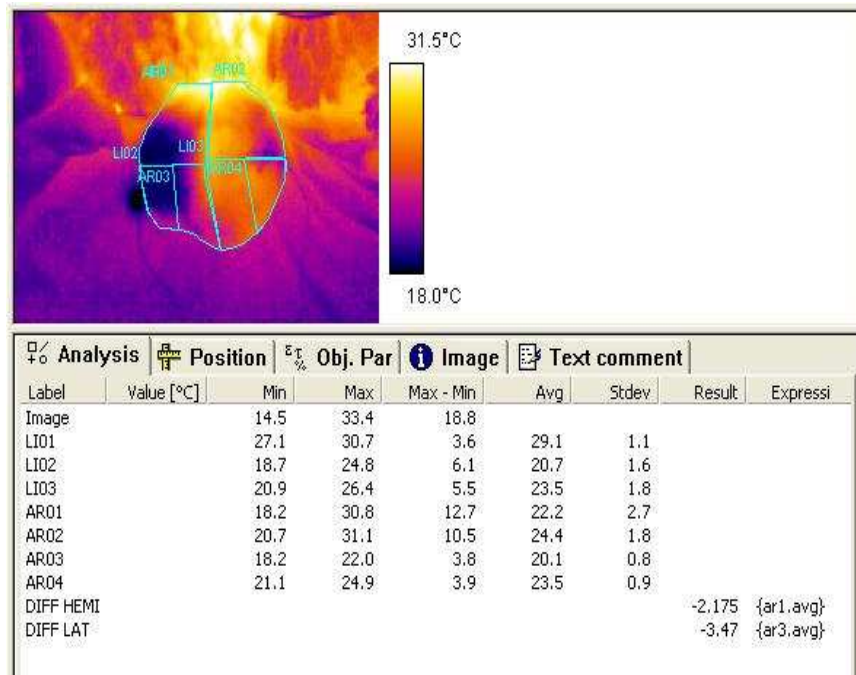 31.5°C
AR01 AR02
LI02 LI03
AR03 AR04
18.0°C
Analysis Position Obj. Par Image Text comment
Label Value [°C] Min Max Max - Min Avg Stdev Result Expressi
Image 14.5 33.4 18.8
LI01 27.1 30.7 3.6 29.1 1.1
LI02 18.7 24.8 6.1 20.7 1.6
LI03 20.9 26.4 5.5 23.5 1.8
AR01 18.2 30.8 12.7 22.2 2.7
AR02 20.7 31.1 10.5 24.4 1.8
AR03 18.2 22.0 3.8 20.1 0.8
AR04 21.1 24.9 3.9 23.5 0.9
DIFF HEMI -2.175 {ar1.avg}
DIFF LAT -3.47 {ar3.avg}